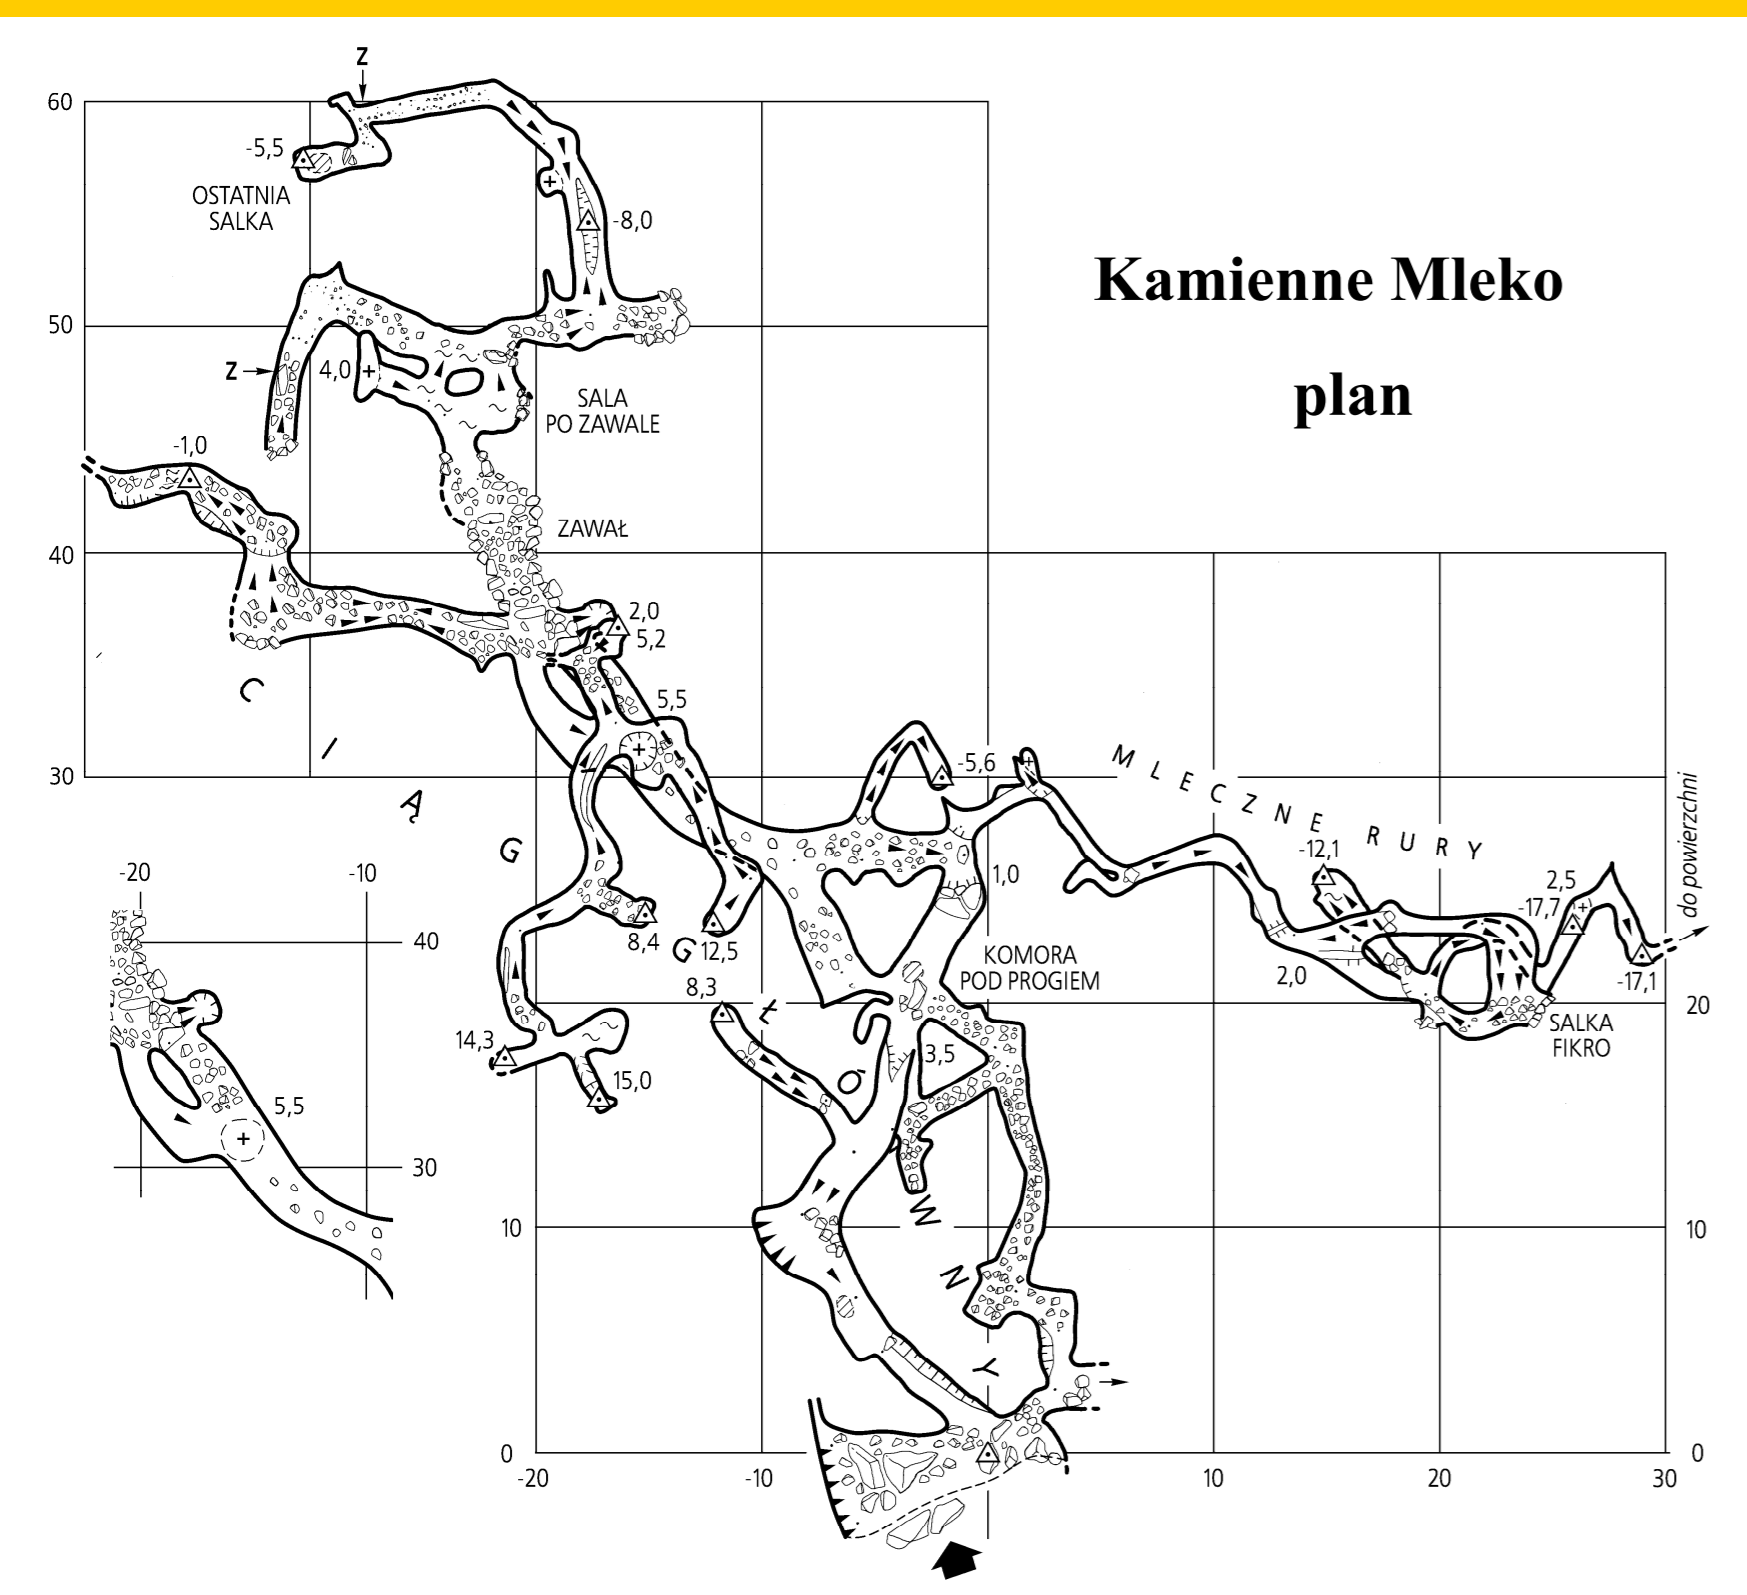 Z
60
-5,5
OSTATNIA
SALKA
-8,0
Kamienne Mleko
plan
50
Z
4,0
SALA
PO ZAWALE
-1,0
ZAWAŁ
40
2,0
5,2
5,5
CIĄG GŁÓWNY
30
-5,6
MLECZNE RURY
do powierzchni
-12,1
2,5
-17,7
1,0
-20
-10
8,4
12,5
40
KOMORA
POD PROGIEM
8,3
2,0
-17,1
20
SALKA
FIKRO
14,3
3,5
15,0
5,5
30
10
10
0
0
-20
-10
10
20
30